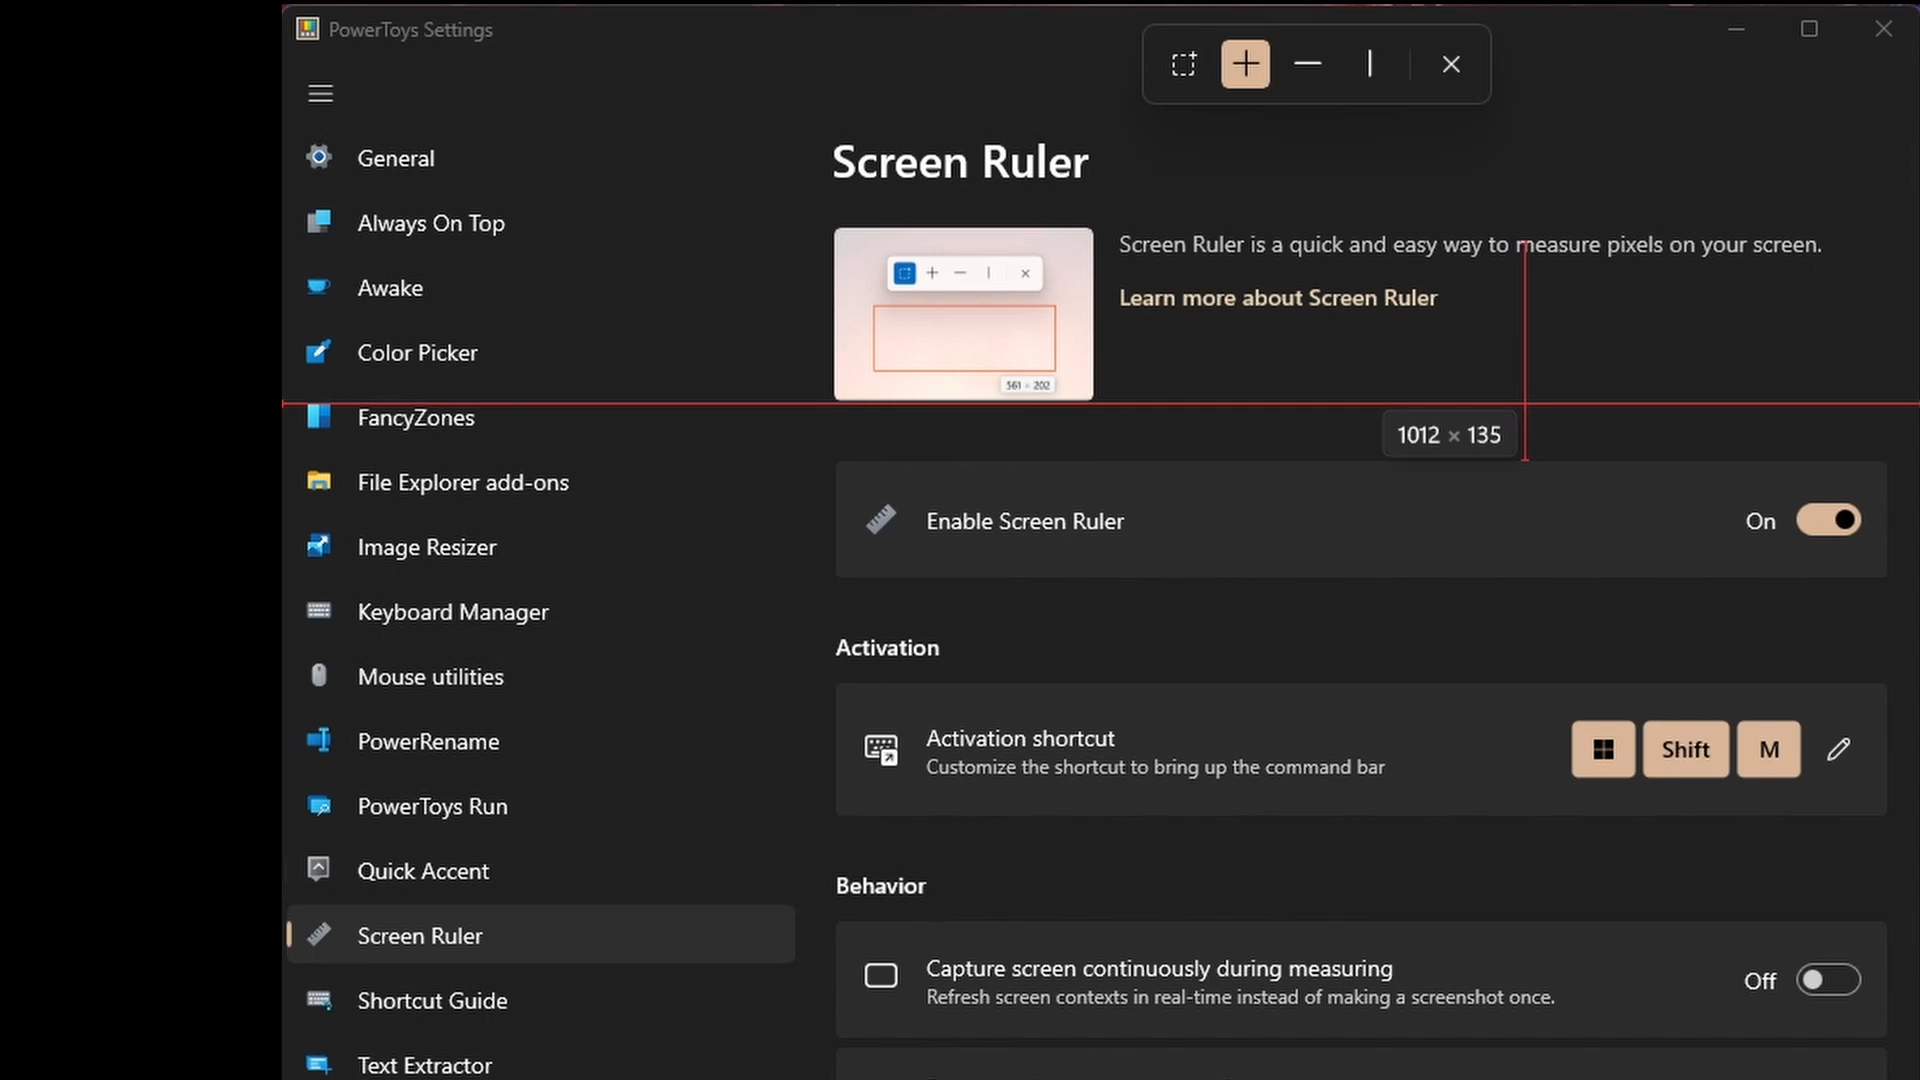 PowerToys Settings
General
Always On Top
Awake
Color Picker
FancyZones
File Explorer add-ons
Image Resizer
Keyboard Manager
Mouse utilities
PowerRename
PowerToys Run
Quick Accent
Screen Ruler
Shortcut Guide
Text Extractor
Screen Ruler
561 × 202
Screen Ruler is a quick and easy way to measure pixels on your screen.
Learn more about Screen Ruler
1012 × 135
Enable Screen Ruler
On
Activation
Activation shortcut
Customize the shortcut to bring up the command bar
Shift
M
Behavior
Capture screen continuously during measuring
Refresh screen contexts in real-time instead of making a screenshot once.
Off